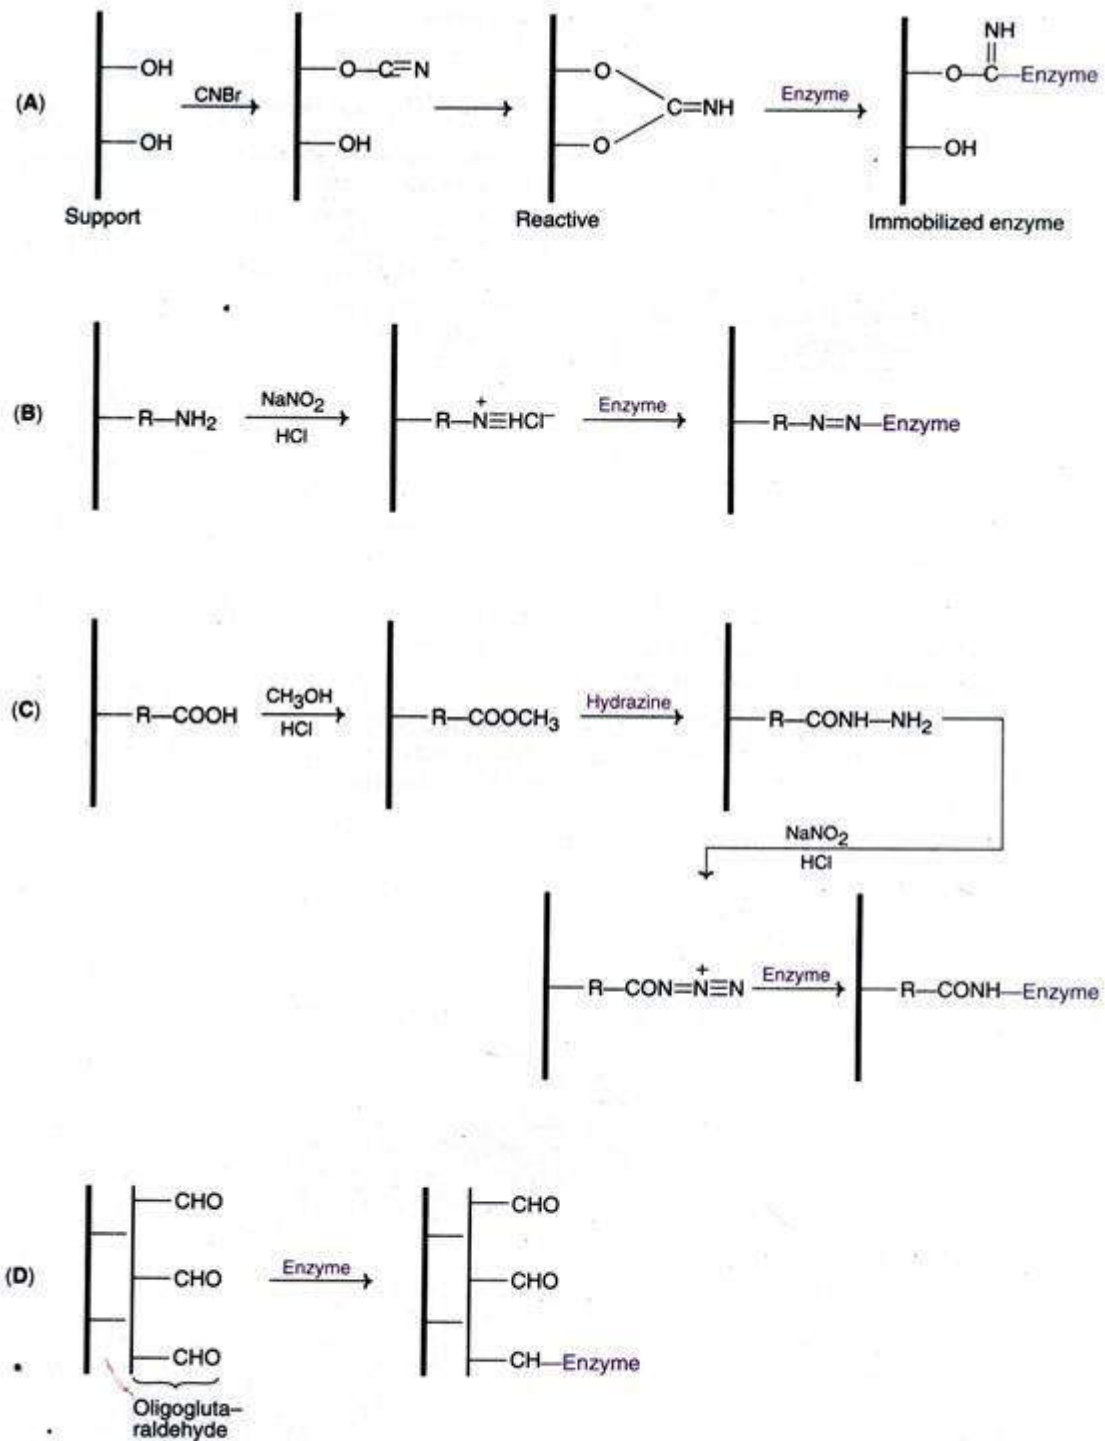 (A)
OH
OH
Support
CNBr
O—C≡N
OH
O
O
C=NH
Reactive
Enzyme
NH
O—C—Enzyme
OH
Immobilized enzyme
(B)
R—NH₂
NaNO₂
HCl
+
R—N≡HCl⁻
Enzyme
R—N=N—Enzyme
(C)
R—COOH
CH₃OH
HCl
R—COOCH₃
Hydrazine
R—CONH—NH₂
NaNO₂
HCl
+
R—CON=N≡N
Enzyme
R—CONH—Enzyme
(D)
CHO
CHO
CHO
Oligogluta–
raldehyde
Enzyme
CHO
CHO
CH—Enzyme